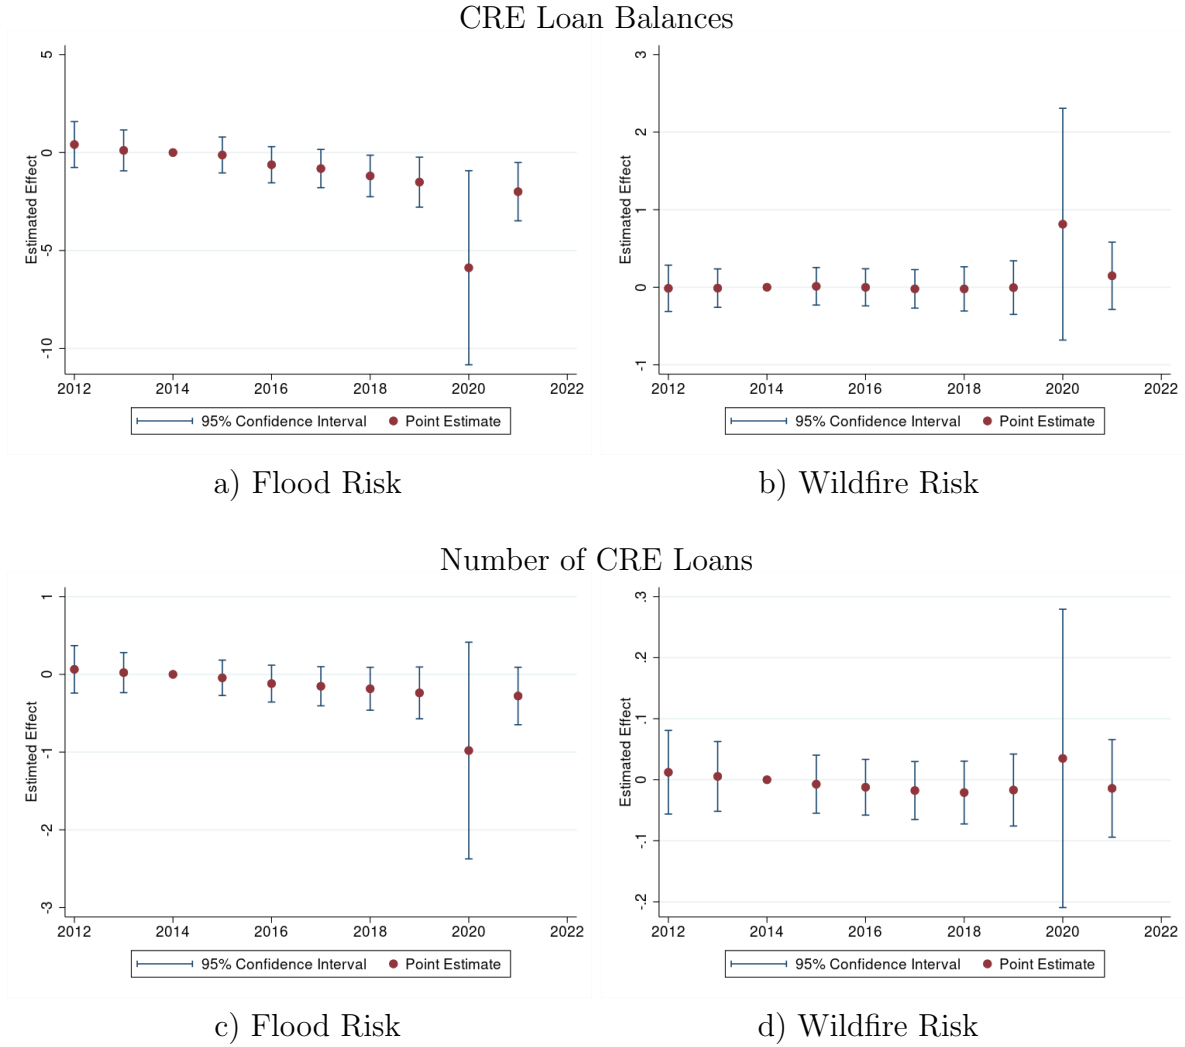 CRE Loan Balances
Estimated Effect
5
0
-5
-10
2012 2014 2016 2018 2020 2022
95% Confidence Interval Point Estimate
a) Flood Risk
Estimated Effect
3
2
1
0
-1
2012 2014 2016 2018 2020 2022
95% Confidence Interval Point Estimate
b) Wildfire Risk
Number of CRE Loans
Estimted Effect
1
0
-1
-2
-3
2012 2014 2016 2018 2020 2022
95% Confidence Interval Point Estimate
c) Flood Risk
Estimated Effect
.3
.2
.1
0
-.1
-.2
2012 2014 2016 2018 2020 2022
95% Confidence Interval Point Estimate
d) Wildfire Risk